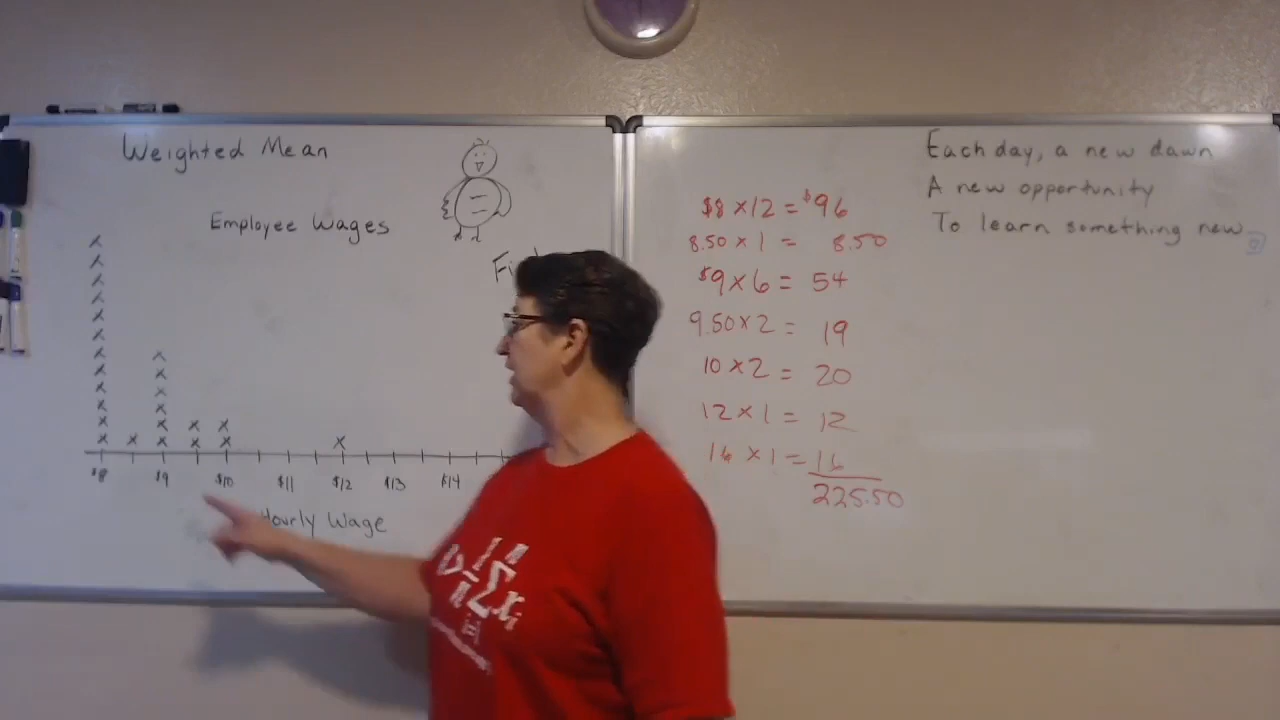 Weighted Mean
Employee Wages
$8 $9 $10 $11 $12 $13 $14
Hourly Wage
$8 × 12 = $96
8.50 × 1 = 8.50
$9 × 6 = 54
9.50 × 2 = 19
10 × 2 = 20
12 × 1 = 12
16 × 1 = 16
225.50
Each day, a new dawn
A new opportunity
To learn something new